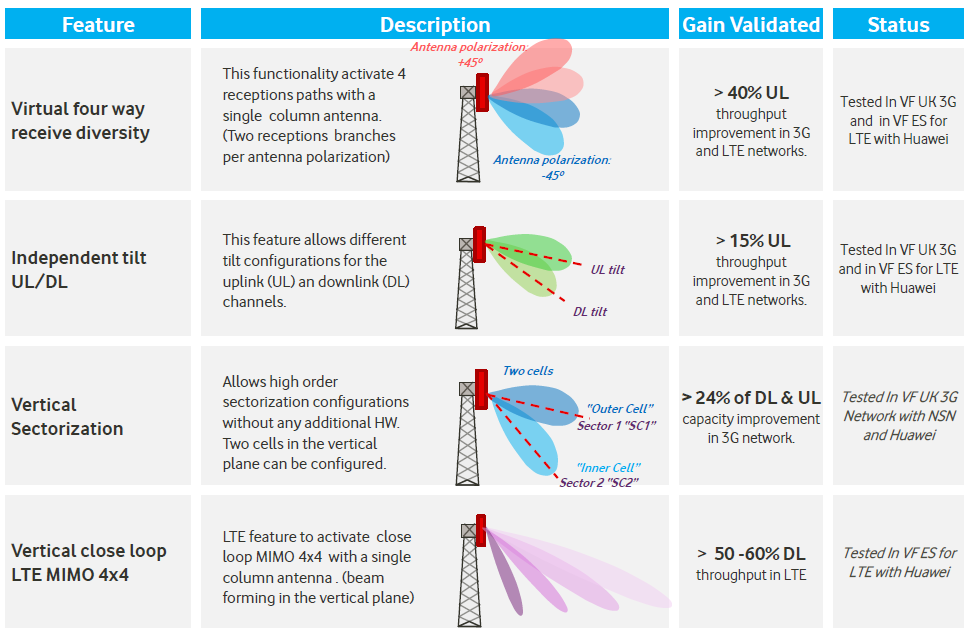 Feature
Description
Gain Validated
Status
Virtual four way
receive diversity
This functionality activate 4
receptions paths with a
single column antenna.
(Two receptions branches
per antenna polarization)
Antenna polarization:
+45º
Antenna polarization:
-45º
> 40% UL
throughput
improvement in 3G
and LTE networks.
Tested In VF UK 3G
and in VF ES for
LTE with Huawei
Independent tilt
UL/DL
This feature allows different
tilt configurations for the
uplink (UL) an downlink (DL)
channels.
UL tilt
DL tilt
> 15% UL
throughput
improvement in 3G
and LTE networks.
Tested In VF UK 3G
and in VF ES for LTE
with Huawei
Vertical
Sectorization
Allows high order
sectorization configurations
without any additional HW.
Two cells in the vertical
plane can be configured.
Two cells
"Outer Cell"
Sector 1 "SC1"
"Inner Cell"
Sector 2 "SC2"
> 24% of DL & UL
capacity improvement
in 3G network.
Tested In VF UK 3G
Network with NSN
and Huawei
Vertical close loop
LTE MIMO 4x4
LTE feature to activate close
loop MIMO 4x4 with a single
column antenna . (beam
forming in the vertical plane)
> 50 -60% DL
throughput in LTE
Tested In VF ES for
LTE with Huawei